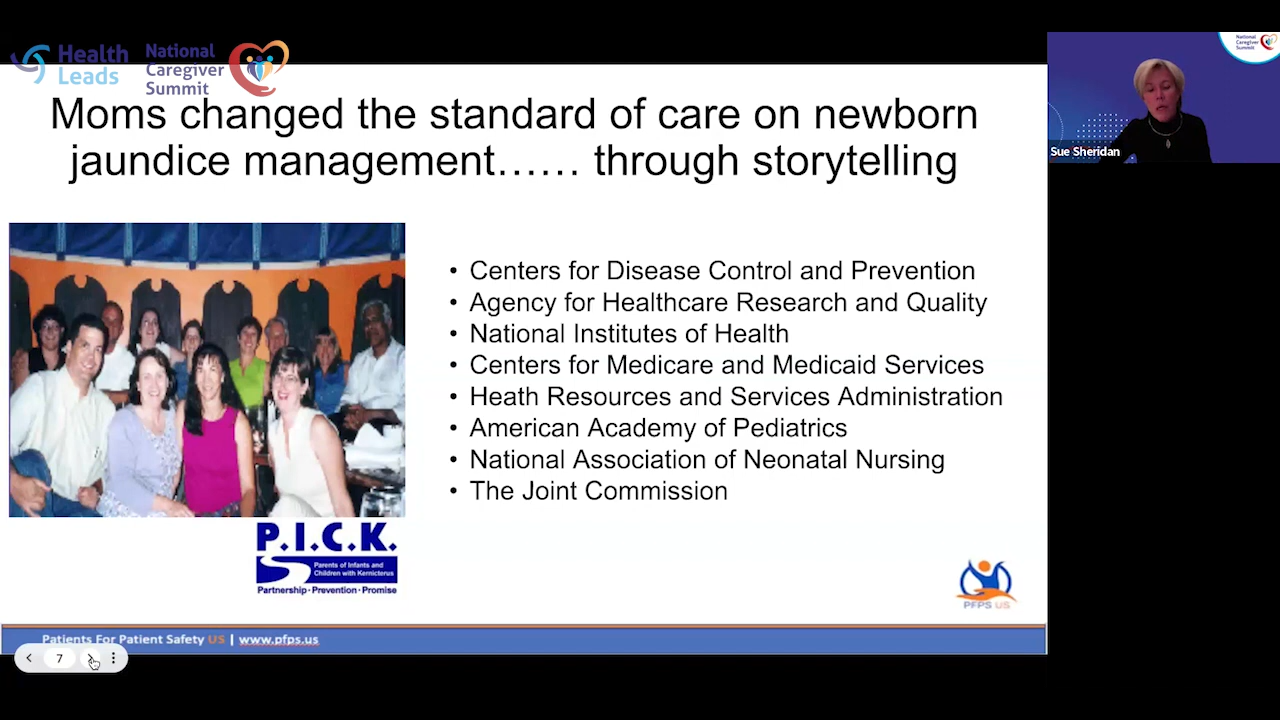 Health
Leads
National
Caregiver
Summit
Moms changed the standard of care on newborn
jaundice management…… through storytelling
• Centers for Disease Control and Prevention
• Agency for Healthcare Research and Quality
• National Institutes of Health
• Centers for Medicare and Medicaid Services
• Heath Resources and Services Administration
• American Academy of Pediatrics
• National Association of Neonatal Nursing
• The Joint Commission
P.I.C.K.
Parents of Infants and
Children with Kernicterus
Partnership·Prevention·Promise
PFPS US
Patients For Patient Safety US | www.pfps.us
7
National
Caregiver
Summit
Sue Sheridan